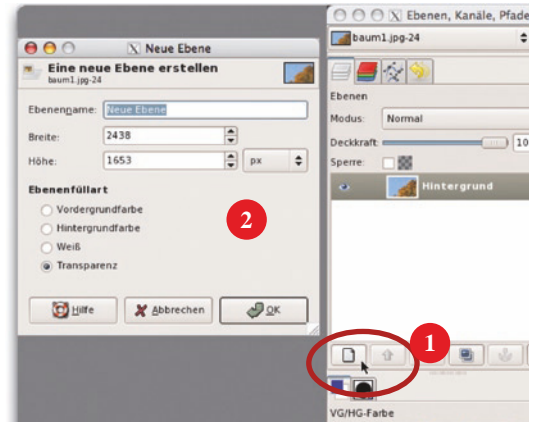 Neue Ebene
Eine neue Ebene erstellen
baum1.jpg-24
Ebenenname: Neue Ebene
Breite: 2438
Höhe: 1653 px
Ebenenfüllart
Vordergrundfarbe
Hintergrundfarbe
Weiß
Transparenz
Hilfe Abbrechen OK
2
Ebenen, Kanäle, Pfade
baum1.jpg-24
Ebenen
Modus: Normal
Deckkraft: 10
Sperre:
Hintergrund
1
VG/HG-Farbe